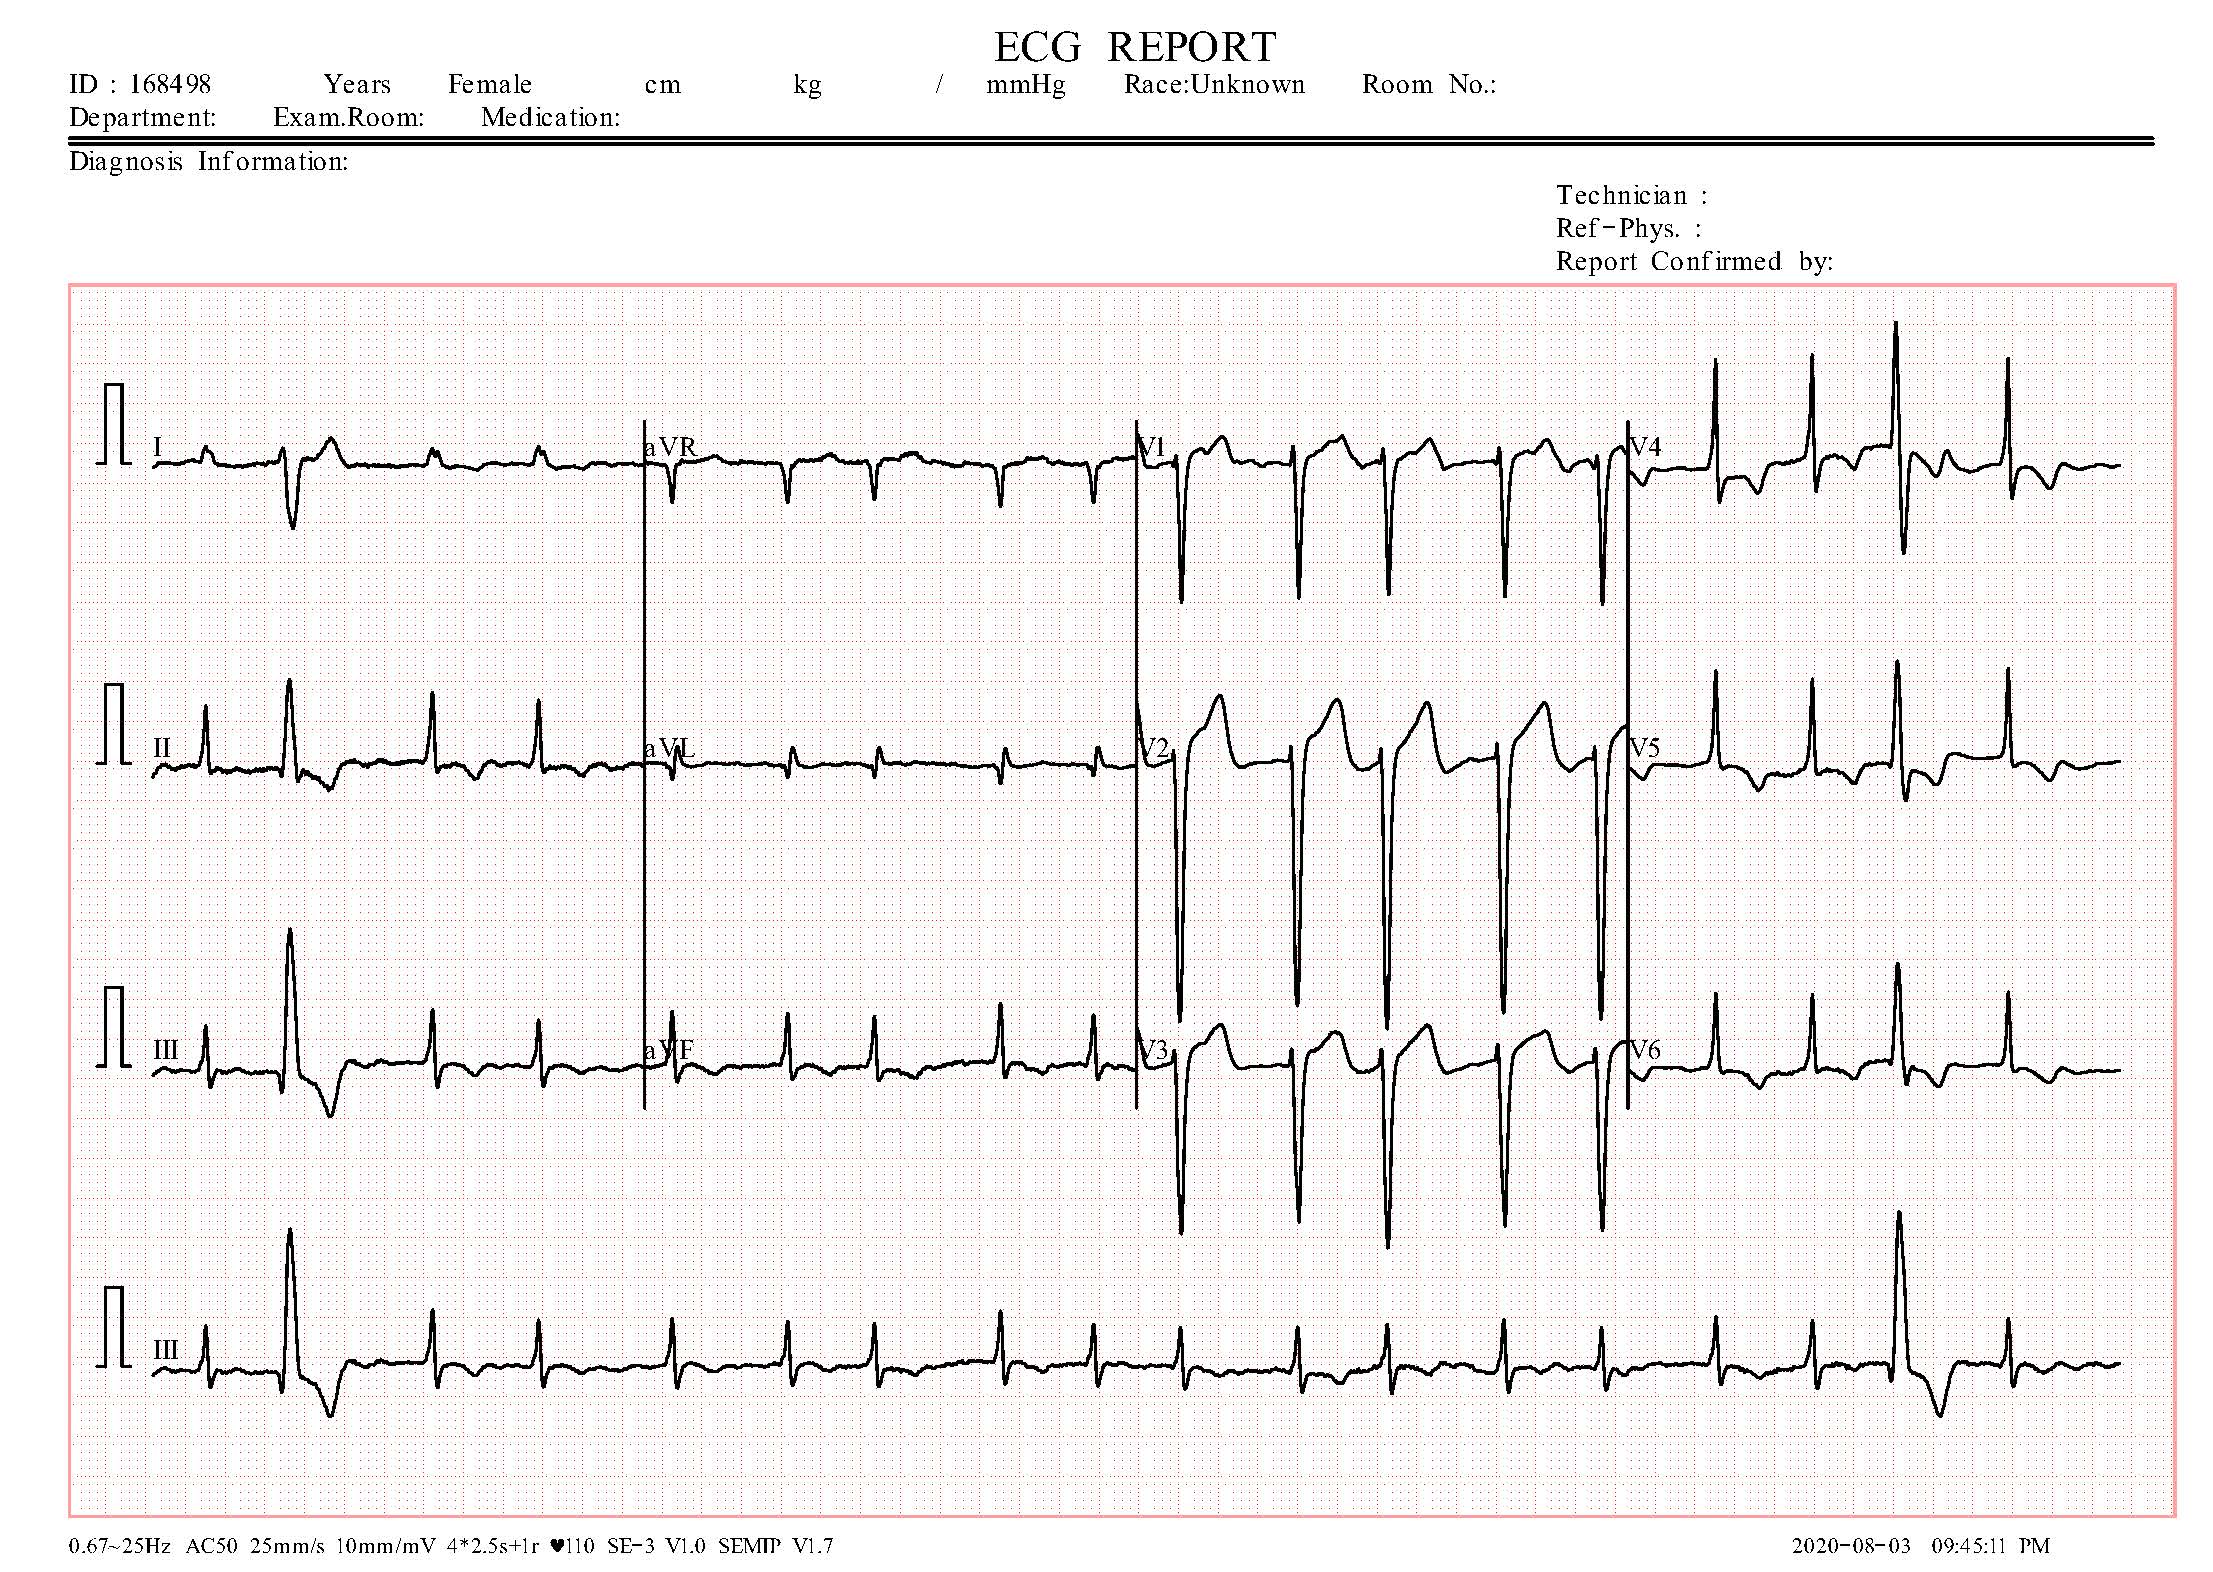 ECG REPORT
ID : 168498 Years Female cm kg / mmHg Race:Unknown Room No.:
Department: Exam.Room: Medication:
Diagnosis Information:
Technician :
Ref-Phys. :
Report Confirmed by:
I aVR V1 V4
II aVL V2 V5
III aVF V3 V6
III
0.67~25Hz AC50 25mm/s 10mm/mV 4*2.5s+1r ♥110 SE-3 V1.0 SEMIP V1.7 2020-08-03 09:45:11 PM